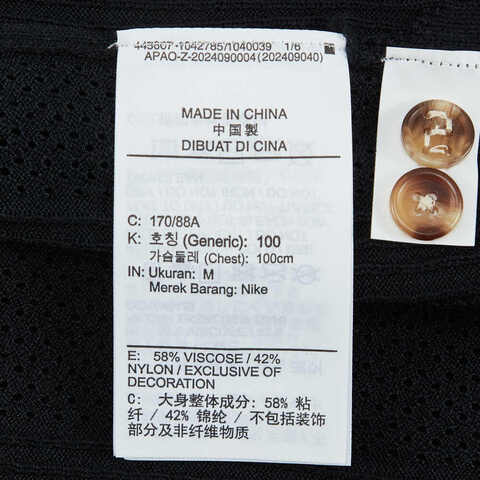 443807-1042785/1040039 1/6
APAO-Z-2024090004 (202409040)
MADE IN CHINA
中国製
DIBUAT DI CINA
C: 170/88A
K: 호칭 (Generic): 100
가슴둘레 (Chest): 100cm
IN: Ukuran: M
Merek Barang: Nike
E: 58% VISCOSE / 42%
NYLON / EXCLUSIVE OF
DECORATION
C: 大身整体成分：58% 粘
纤 / 42% 锦纶 / 不包括装饰
部分及非纤维物质